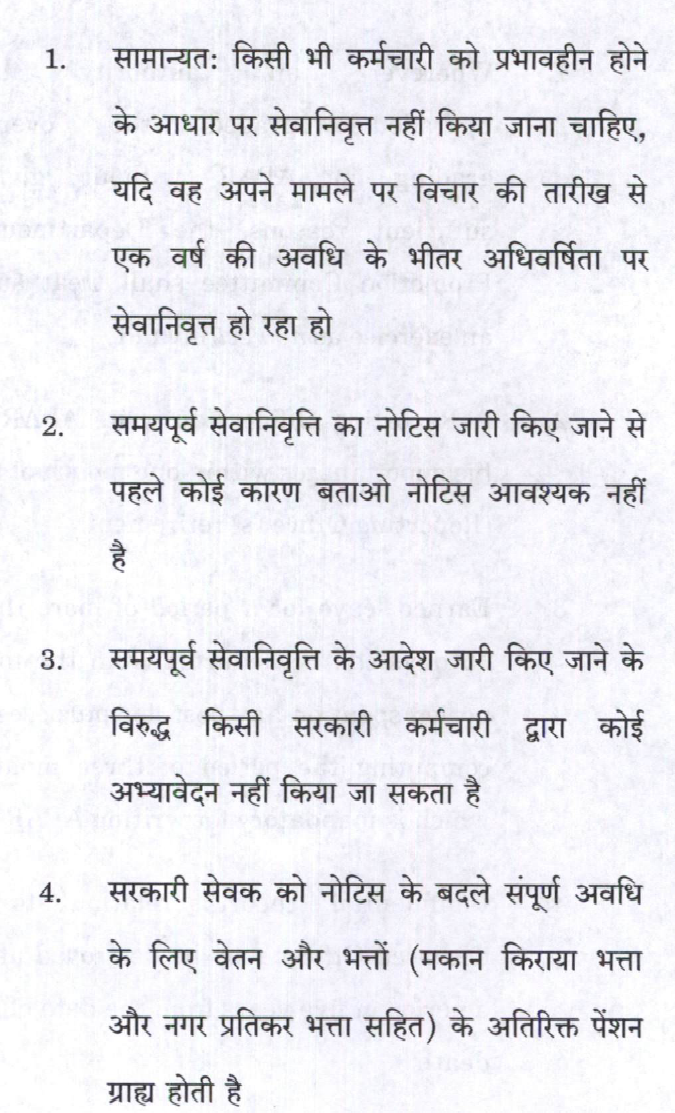 1. सामान्यत: किसी भी कर्मचारी को प्रभावहीन होने
के आधार पर सेवानिवृत्त नहीं किया जाना चाहिए,
यदि वह अपने मामले पर विचार की तारीख से
एक वर्ष की अवधि के भीतर अधिवर्षिता पर
सेवानिवृत्त हो रहा हो
2. समयपूर्व सेवानिवृत्ति का नोटिस जारी किए जाने से
पहले कोई कारण बताओ नोटिस आवश्यक नहीं
है
3. समयपूर्व सेवानिवृत्ति के आदेश जारी किए जाने के
विरुद्ध किसी सरकारी कर्मचारी द्वारा कोई
अभ्यावेदन नहीं किया जा सकता है
4. सरकारी सेवक को नोटिस के बदले संपूर्ण अवधि
के लिए वेतन और भत्तों (मकान किराया भत्ता
और नगर प्रतिकर भत्ता सहित) के अतिरिक्त पेंशन
ग्राह्य होती है